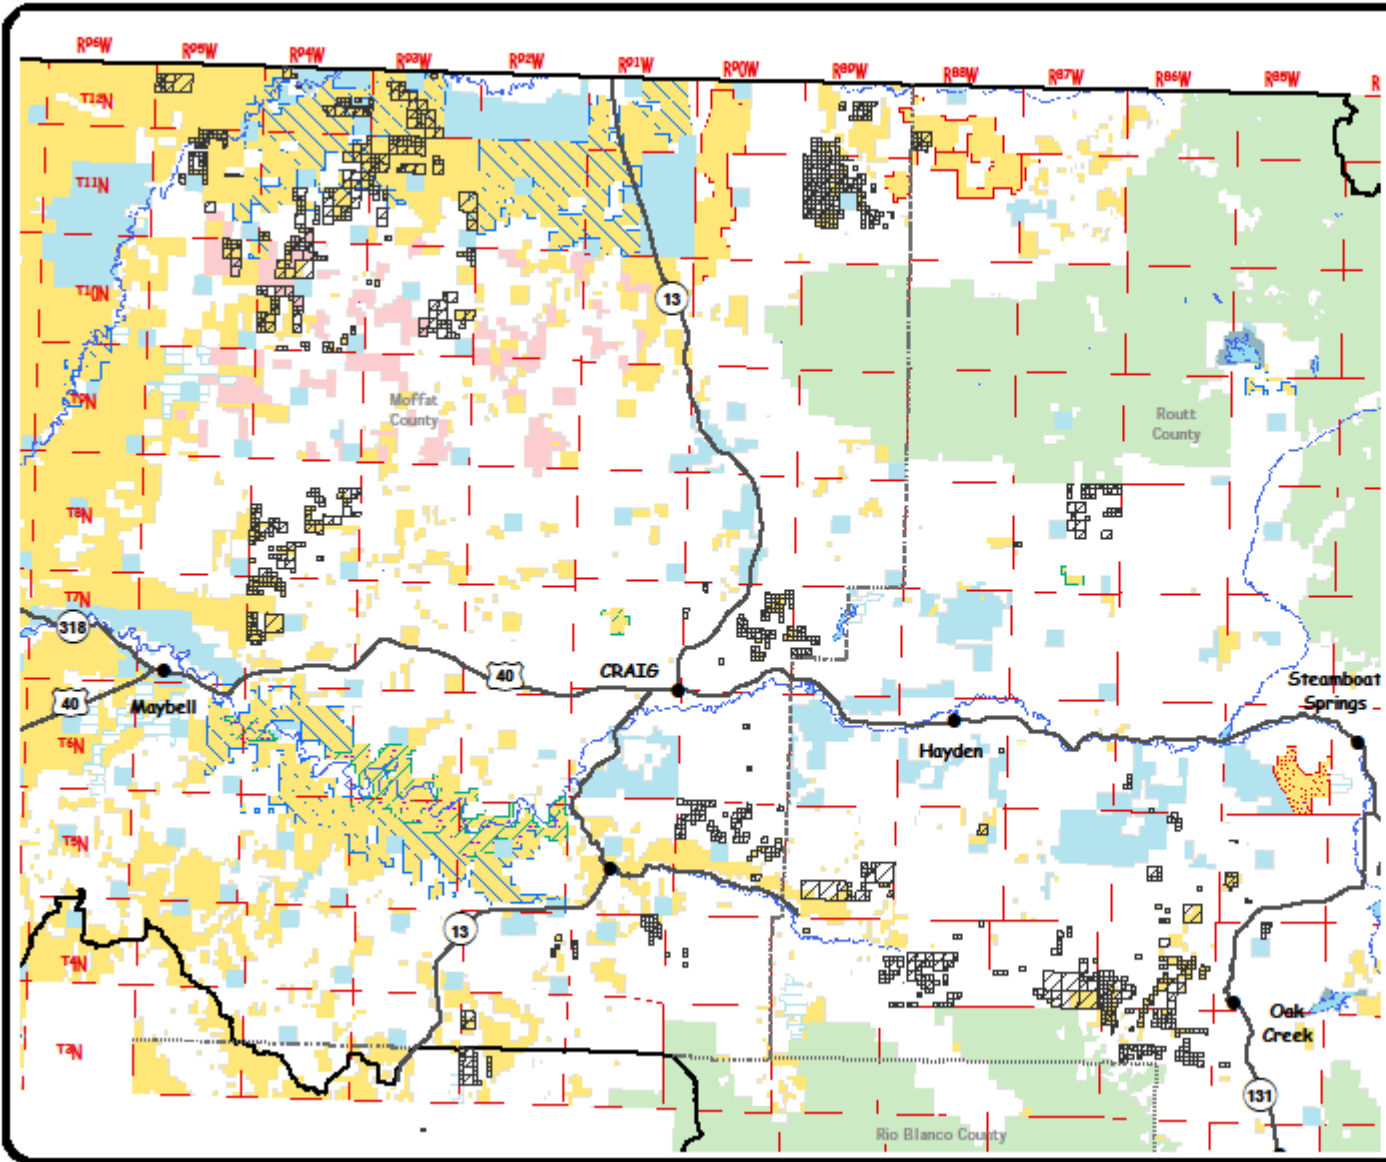 R96W R95W R94W R93W R92W R91W R90W R89W R88W R87W R86W R85W R
T12N
T11N
T10N
13
T9N
Moffat
County
Routt
County
T8N
T7N
318
CRAIG
40
40
Maybell
Steamboat
Springs
T6N
Hayden
T5N
13
T4N
Oak
Creek
T3N
131
Rio Blanco County